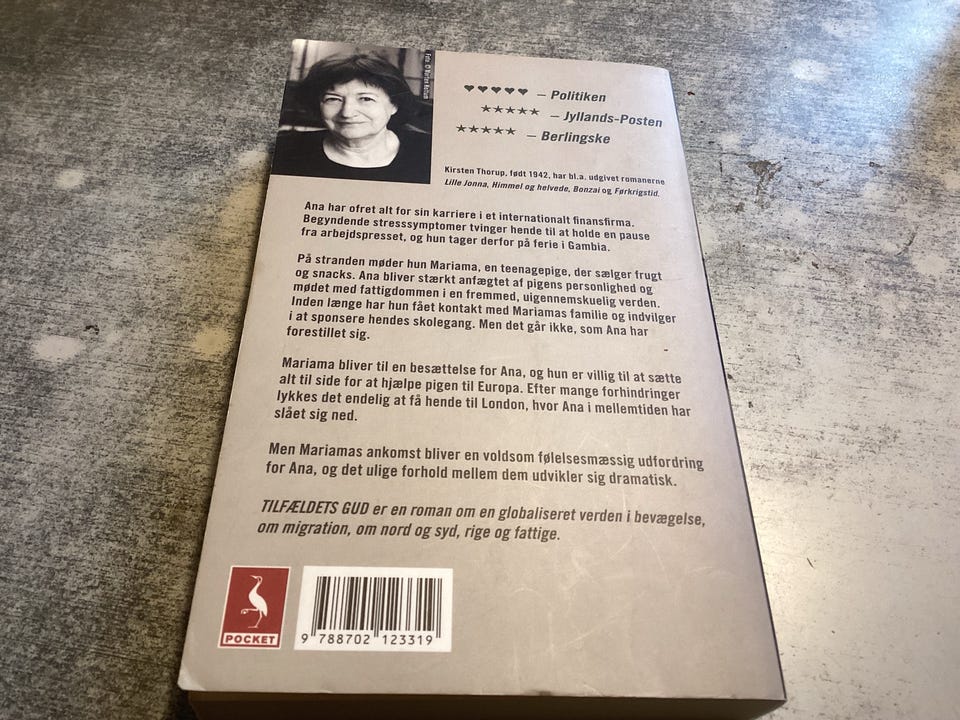 ♥♥♥♥♥ – Politiken
★★★★★ – Jyllands-Posten
★★★★★ – Berlingske
Kirsten Thorup, født 1942, har bl.a. udgivet romanerne
Lille Jonna, Himmel og helvede, Bonzai og Førkrigstid.
Ana har ofret alt for sin karriere i et internationalt finansfirma.
Begyndende stresssymptomer tvinger hende til at holde en pause
fra arbejdspresset, og hun tager derfor på ferie i Gambia.
På stranden møder hun Mariama, en teenagepige, der sælger frugt
og snacks. Ana bliver stærkt anfægtet af pigens personlighed og
mødet med fattigdommen i en fremmed, uigennemskuelig verden.
Inden længe har hun fået kontakt med Mariamas familie og indvilger
i at sponsere hendes skolegang. Men det går ikke, som Ana har
forestillet sig.
Mariama bliver til en besættelse for Ana, og hun er villig til at sætte
alt til side for at hjælpe pigen til Europa. Efter mange forhindringer
lykkes det endelig at få hende til London, hvor Ana i mellemtiden har
slået sig ned.
Men Mariamas ankomst bliver en voldsom følelsesmæssig udfordring
for Ana, og det ulige forhold mellem dem udvikler sig dramatisk.
TILFÆLDETS GUD er en roman om en globaliseret verden i bevægelse,
om migration, om nord og syd, rige og fattige.
POCKET
9 788702 123319